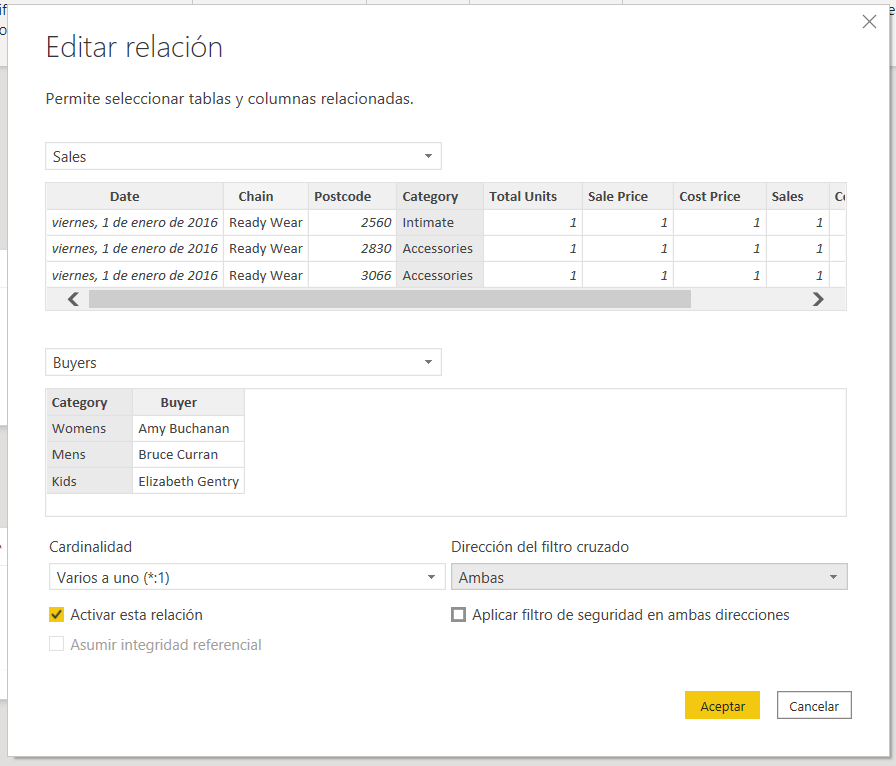 Editar relación
Permite seleccionar tablas y columnas relacionadas.
Sales
Date Chain Postcode Category Total Units Sale Price Cost Price Sales
viernes, 1 de enero de 2016 Ready Wear 2560 Intimate 1 1 1 1
viernes, 1 de enero de 2016 Ready Wear 2830 Accessories 1 1 1 1
viernes, 1 de enero de 2016 Ready Wear 3066 Accessories 1 1 1 1
Buyers
Category Buyer
Womens Amy Buchanan
Mens Bruce Curran
Kids Elizabeth Gentry
Cardinalidad Dirección del filtro cruzado
Varios a uno (*:1) Ambas
Activar esta relación Aplicar filtro de seguridad en ambas direcciones
Asumir integridad referencial
Aceptar Cancelar